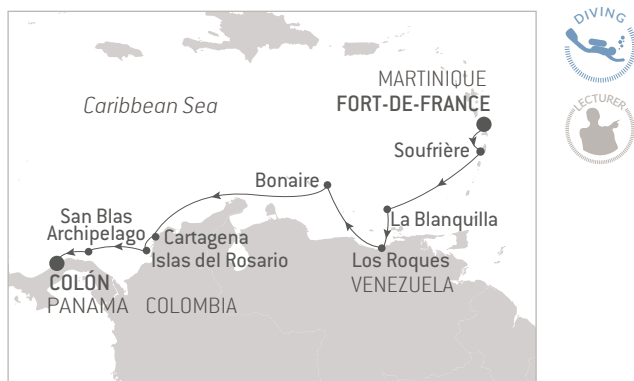 DIVING
LECTURER
MARTINIQUE
FORT-DE-FRANCE
Caribbean Sea
Soufrière
Bonaire
La Blanquilla
San Blas
Archipelago
Cartagena
Islas del Rosario
Los Roques
VENEZUELA
COLÓN
PANAMA
COLOMBIA